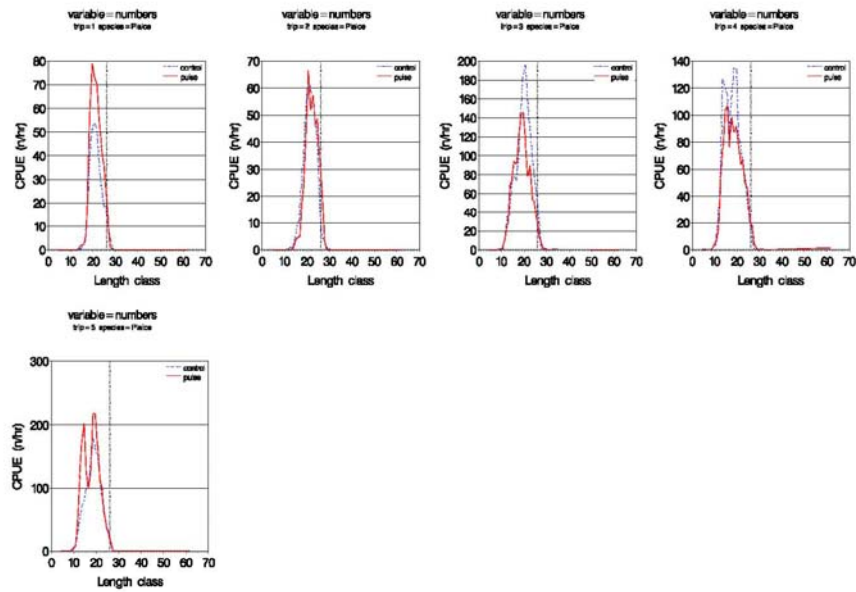 variable=numbers
trip=1 species=Plaice
80
70
60
50
40
30
20
10
0
CPUE (n/hr)
control
pulse
0 10 20 30 40 50 60 70
Length class
variable=numbers
trip=2 species=Plaice
70
60
50
40
30
20
10
0
CPUE (n/hr)
control
pulse
0 10 20 30 40 50 60 70
Length class
variable=numbers
trip=3 species=Plaice
200
180
160
140
120
100
80
60
40
20
0
CPUE (n/hr)
control
pulse
0 10 20 30 40 50 60 70
Length class
variable=numbers
trip=4 species=Plaice
140
120
100
80
60
40
20
0
CPUE (n/hr)
control
pulse
0 10 20 30 40 50 60 70
Length class
variable=numbers
trip=5 species=Plaice
300
200
100
0
CPUE (n/hr)
control
pulse
0 10 20 30 40 50 60 70
Length class